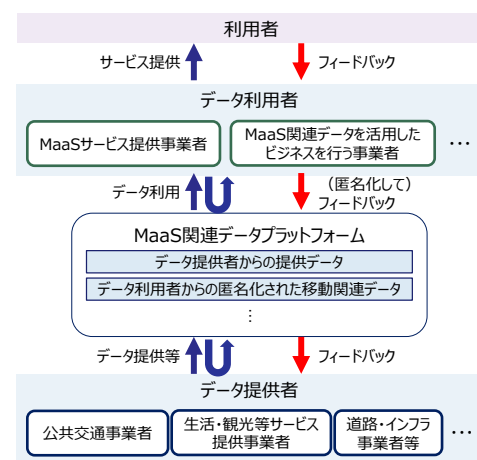 利用者
サービス提供
フィードバック
データ利用者
MaaSサービス提供事業者
MaaS関連データを活用した
ビジネスを行う事業者
…
データ利用
（匿名化して）
フィードバック
MaaS関連データプラットフォーム
データ提供者からの提供データ
データ利用者からの匿名化された移動関連データ
⋮
データ提供等
フィードバック
データ提供者
公共交通事業者
生活・観光等サービス
提供事業者
道路・インフラ
事業者等
…